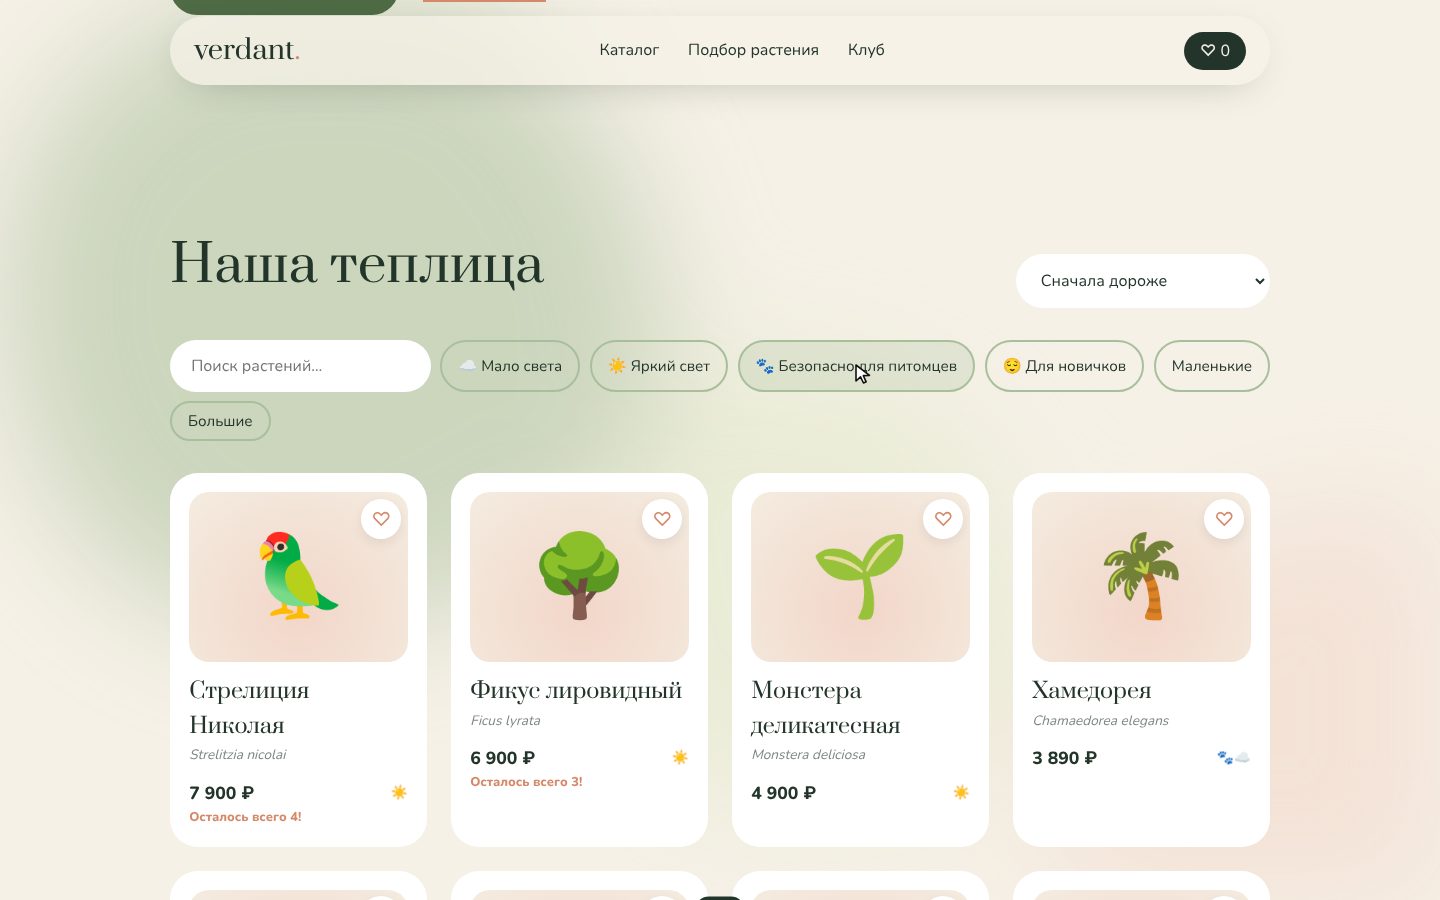 verdant.
Каталог
Подбор растения
Клуб
0
Наша теплица
Сначала дороже
Поиск растений...
Мало света
Яркий свет
Безопасно для питомцев
Для новичков
Маленькие
Большие
Стрелиция
Николая
Strelitzia nicolai
7 900 ₽
Осталось всего 4!
Фикус лировидный
Ficus lyrata
6 900 ₽
Осталось всего 3!
Монстера
деликатесная
Monstera deliciosa
4 900 ₽
Хамедорея
Chamaedorea elegans
3 890 ₽